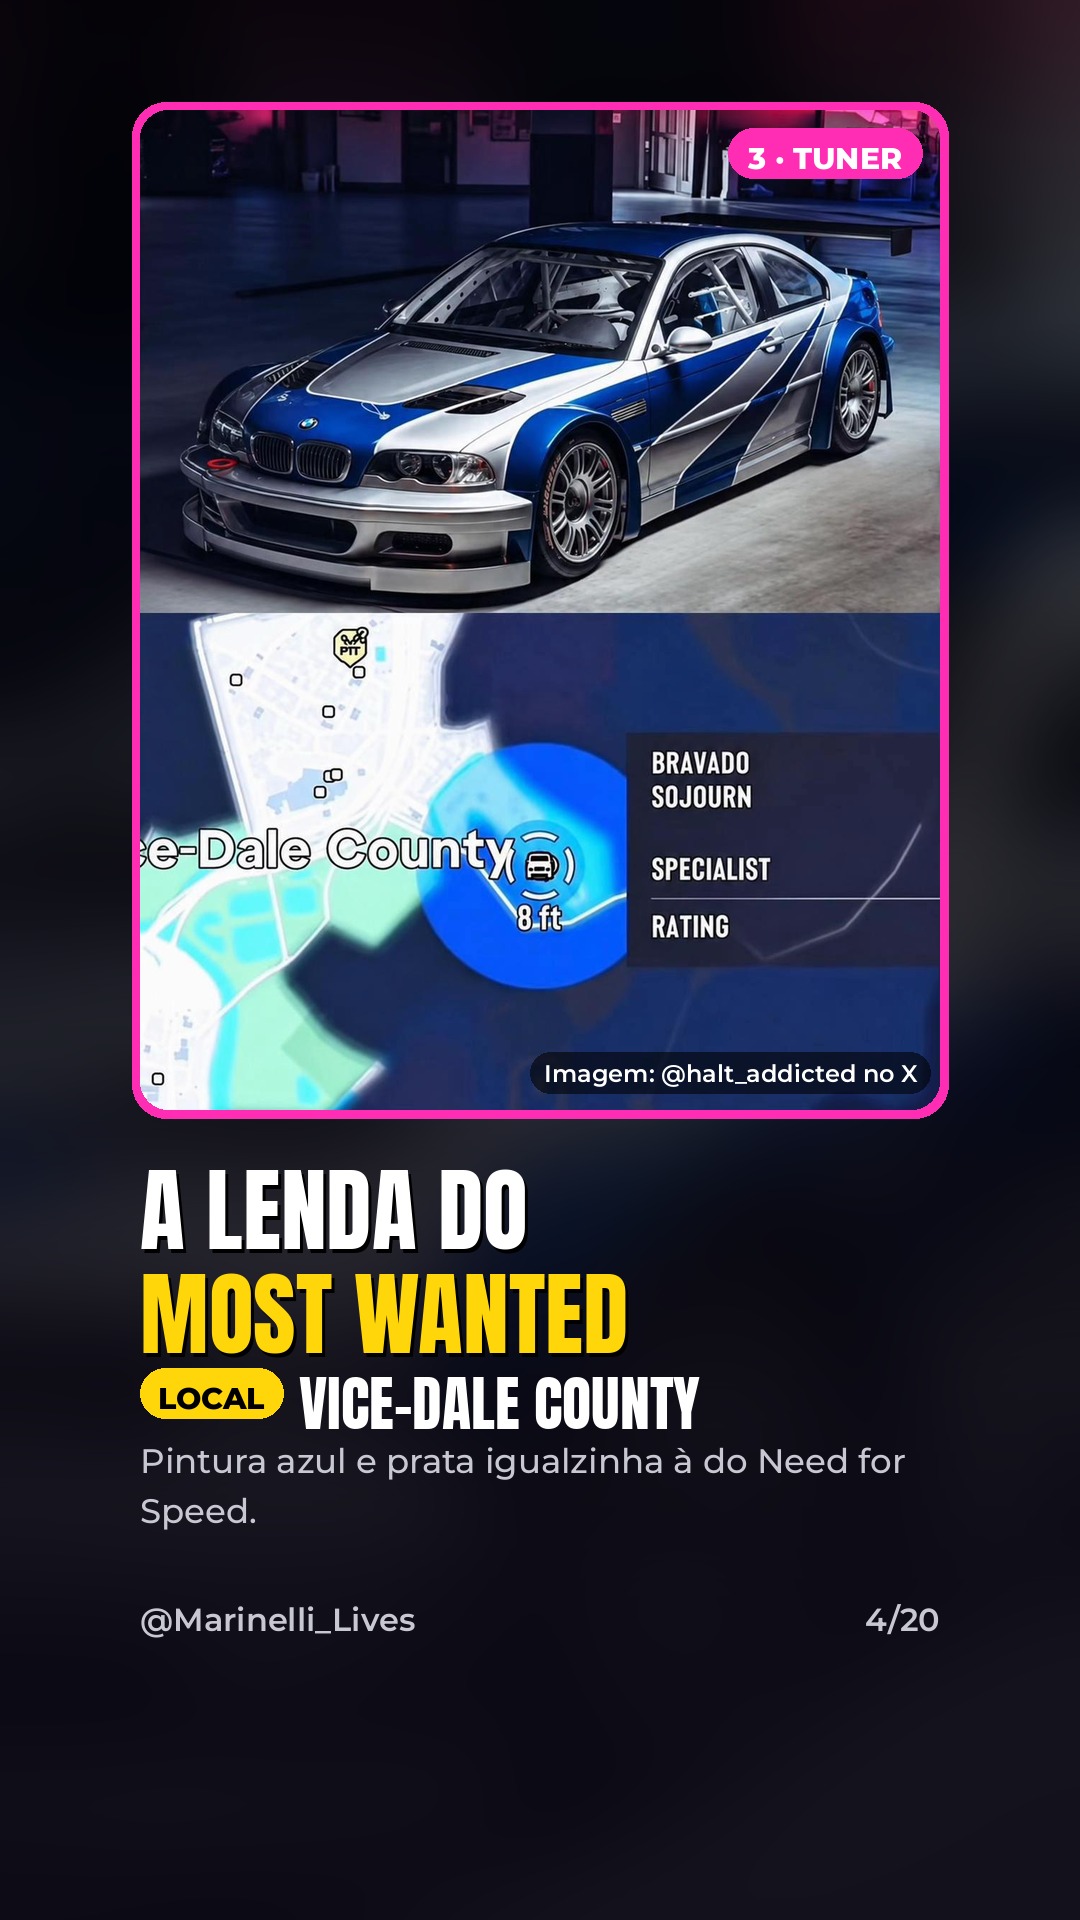 3 · TUNER
PIT
ce-Dale County
8 ft
BRAVADO
SOJOURN
SPECIALIST
RATING
Imagem: @halt_addicted no X
A LENDA DO
MOST WANTED
LOCAL VICE-DALE COUNTY
Pintura azul e prata igualzinha à do Need for
Speed.
@Marinelli_Lives 4/20